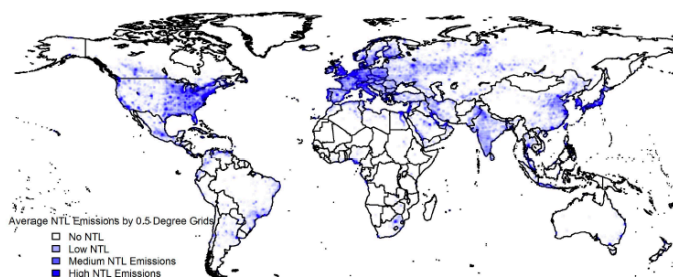 Average NTL Emissions by 0.5 Degree Grids
No NTL
Low NTL
Medium NTL Emissions
High NTL Emissions